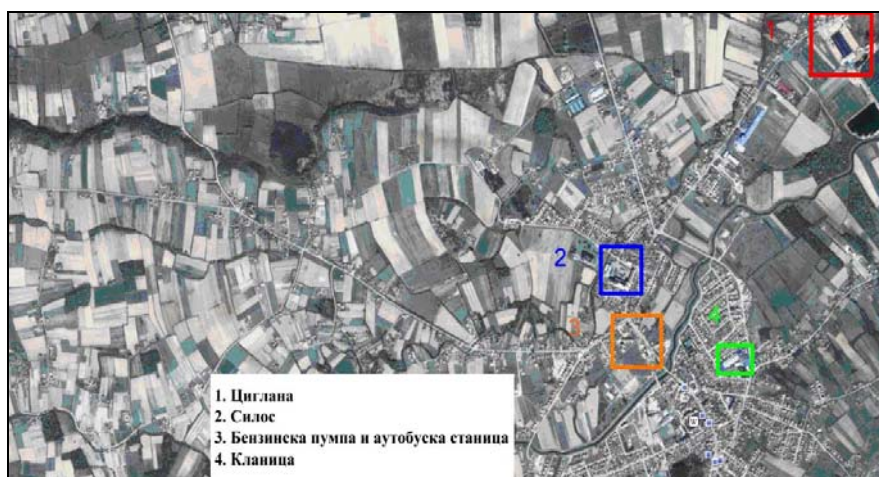 1
2
3
4
1. Циглана
2. Силос
3. Бензинска пумпа и аутобуска станица
4. Кланица